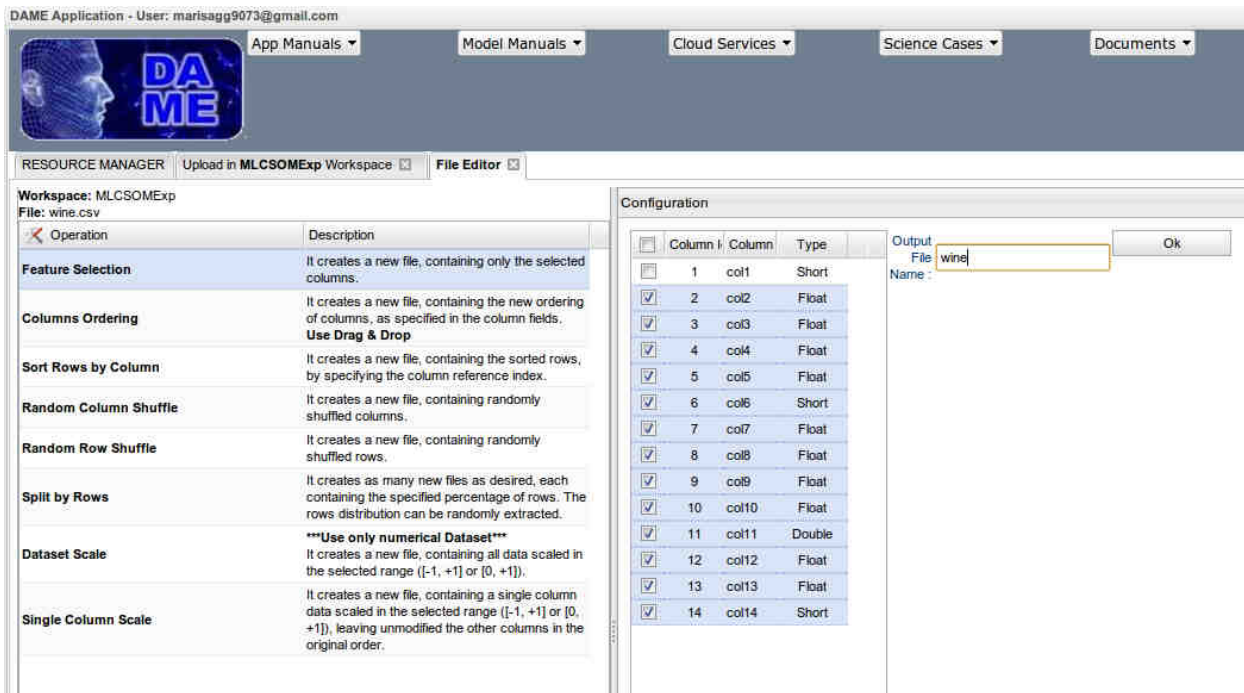 DAME Application - User: marisagg9073@gmail.com
App Manuals
Model Manuals
Cloud Services
Science Cases
Documents
DA
ME
RESOURCE MANAGER
Upload in MLCSOMExp Workspace
File Editor
Workspace: MLCSOMExp
File: wine.csv
Operation Description
Feature Selection
It creates a new file, containing only the selected
columns.
Columns Ordering
It creates a new file, containing the new ordering
of columns, as specified in the column fields.
Use Drag & Drop
Sort Rows by Column
It creates a new file, containing the sorted rows,
by specifying the column reference index.
Random Column Shuffle
It creates a new file, containing randomly
shuffled columns.
Random Row Shuffle
It creates a new file, containing randomly
shuffled rows.
Split by Rows
It creates as many new files as desired, each
containing the specified percentage of rows. The
rows distribution can be randomly extracted.
Dataset Scale
***Use only numerical Dataset***
It creates a new file, containing all data scaled in
the selected range ([-1, +1] or [0, +1]).
Single Column Scale
It creates a new file, containing a single column
data scaled in the selected range ([-1, +1] or [0,
+1]), leaving unmodified the other columns in the
original order.
Configuration
Column I Column Type
1 col1 Short
2 col2 Float
3 col3 Float
4 col4 Float
5 col5 Float
6 col6 Short
7 col7 Float
8 col8 Float
9 col9 Float
10 col10 Float
11 col11 Double
12 col12 Float
13 col13 Float
14 col14 Short
Output
File
Name :
wine
Ok